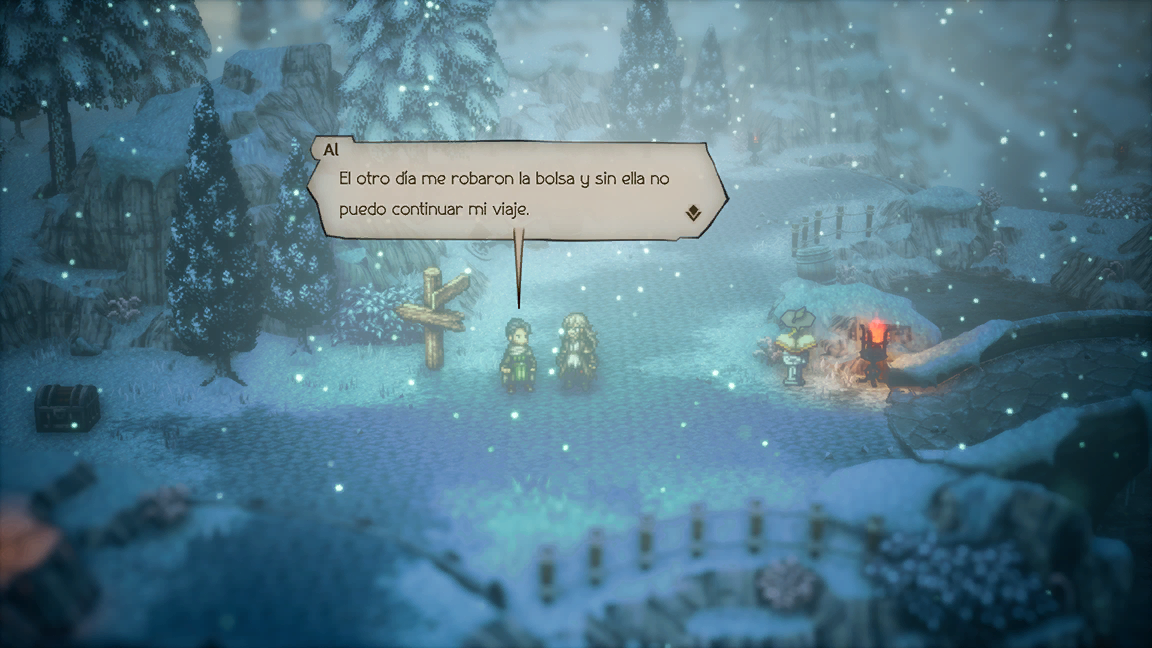 Al
El otro día me robaron la bolsa y sin ella no
puedo continuar mi viaje.